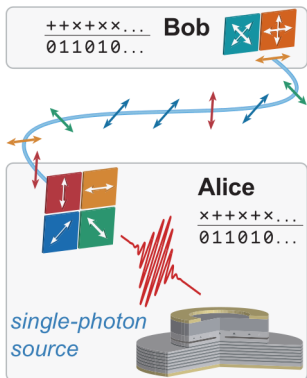 ++×+××... Bob
011010...
Alice
×++×+×...
011010...
single-photon
source